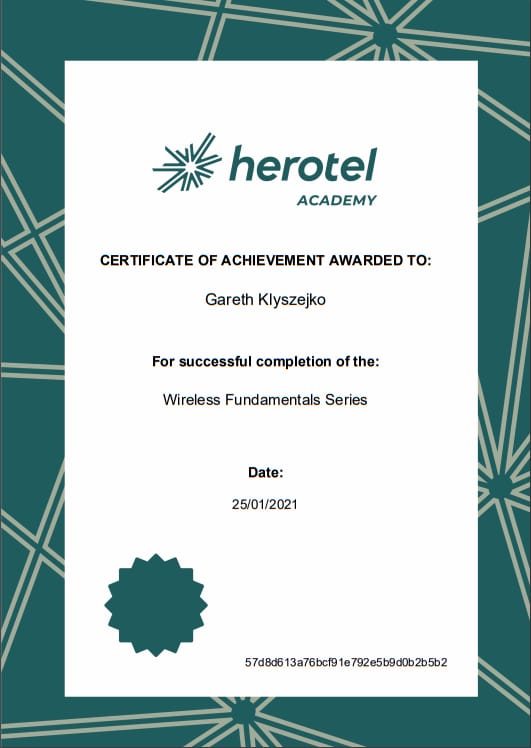 herotel
ACADEMY
CERTIFICATE OF ACHIEVEMENT AWARDED TO:
Gareth Klyszejko
For successful completion of the:
Wireless Fundamentals Series
Date:
25/01/2021
57d8d613a76bcf91e792e5b9d0b2b5b2